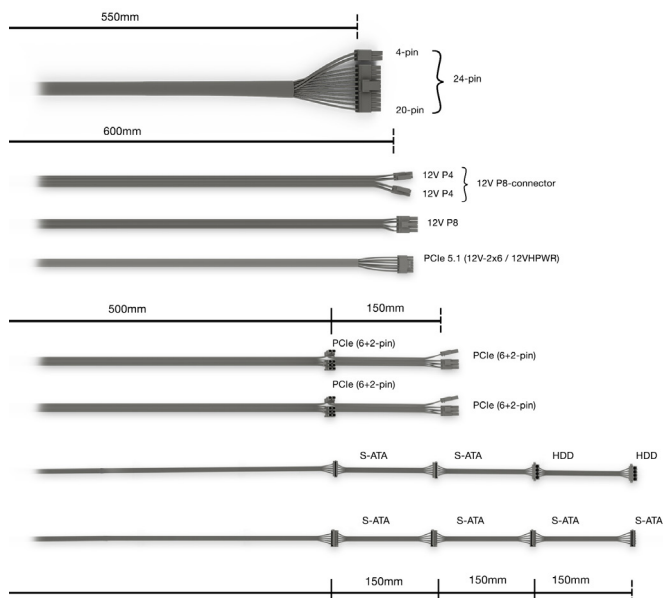 550mm
4-pin
24-pin
20-pin
600mm
12V P4
12V P4
12V P8-connector
12V P8
PCIe 5.1 (12V-2x6 / 12VHPWR)
500mm
150mm
PCIe (6+2-pin)
PCIe (6+2-pin)
PCIe (6+2-pin)
PCIe (6+2-pin)
S-ATA S-ATA HDD HDD
S-ATA S-ATA S-ATA S-ATA
150mm 150mm 150mm